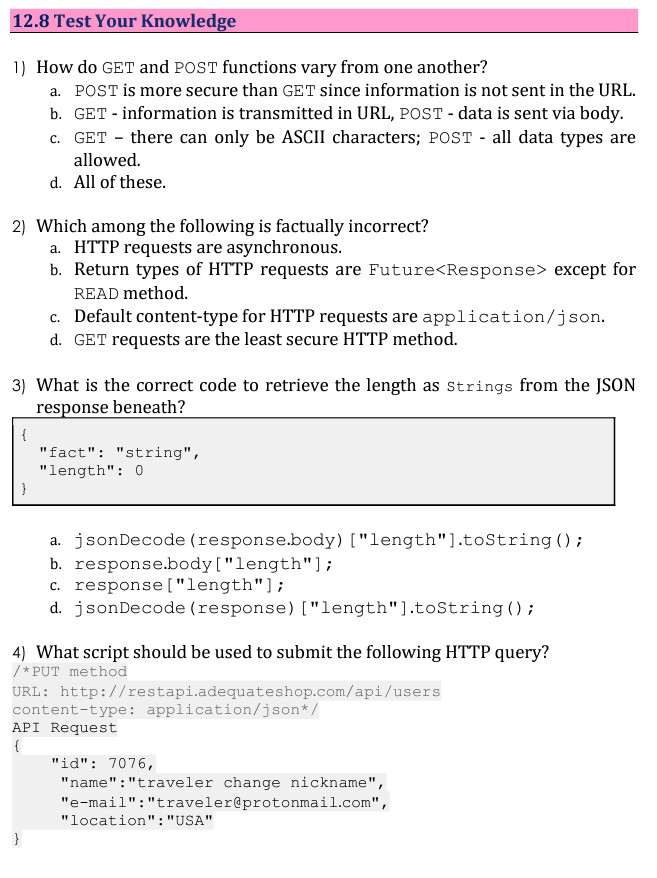 12.8 Test Your Knowledge
1) How do GET and POST functions vary from one another?
a. POST is more secure than GET since information is not sent in the URL.
b. GET - information is transmitted in URL, POST - data is sent via body.
c. GET – there can only be ASCII characters; POST - all data types are
allowed.
d. All of these.
2) Which among the following is factually incorrect?
a. HTTP requests are asynchronous.
b. Return types of HTTP requests are Future<Response> except for
READ method.
c. Default content-type for HTTP requests are application/json.
d. GET requests are the least secure HTTP method.
3) What is the correct code to retrieve the length as Strings from the JSON
response beneath?
{
"fact": "string",
"length": 0
}
a. jsonDecode(response.body)["length"].toString();
b. response.body["length"];
c. response["length"];
d. jsonDecode(response)["length"].toString();
4) What script should be used to submit the following HTTP query?
/*PUT method
URL: http://restapi.adequateshop.com/api/users
content-type: application/json*/
API Request
{
"id": 7076,
"name":"traveler change nickname",
"e-mail":"traveler@protonmail.com",
"location":"USA"
}